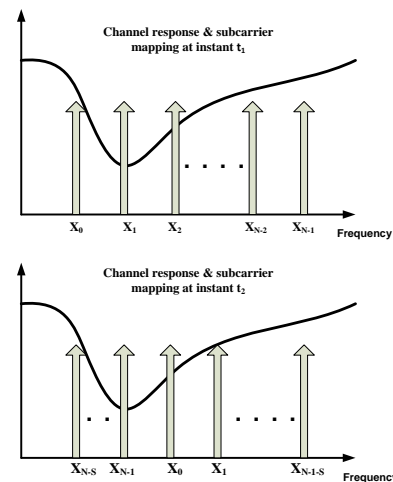 Channel response & subcarrier
mapping at instant t₁
. . . .
X₀ X₁ X₂ X_N-2 X_N-1
Frequency
Channel response & subcarrier
mapping at instant t₂
. . . . . .
X_N-S X_N-1 X₀ X₁ X_N-1-S
Frequency